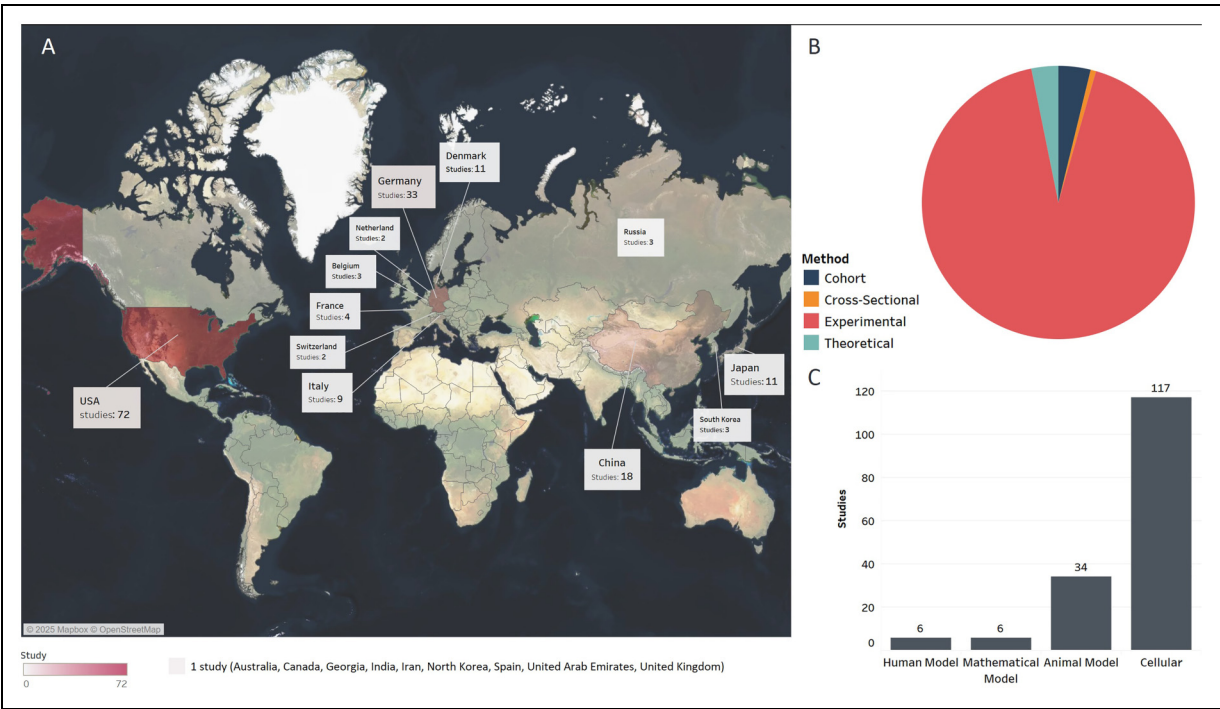 A
Denmark
Studies: 11
Germany
Studies: 33
Netherland
Studies: 2
Russia
Studies: 3
Belgium
Studies: 3
France
Studies: 4
Switzerland
Studies: 2
Italy
Studies: 9
USA
studies: 72
Japan
Studies: 11
South Korea
Studies: 3
China
Studies: 18
© 2025 Mapbox © OpenStreetMap
Study
0
72
1 study (Australia, Canada, Georgia, India, Iran, North Korea, Spain, United Arab Emirates, United Kingdom)
B
Method
Cohort
Cross-Sectional
Experimental
Theoretical
C
Studies
120
100
80
60
40
20
0
6
6
34
117
Human Model
Mathematical
Model
Animal Model
Cellular